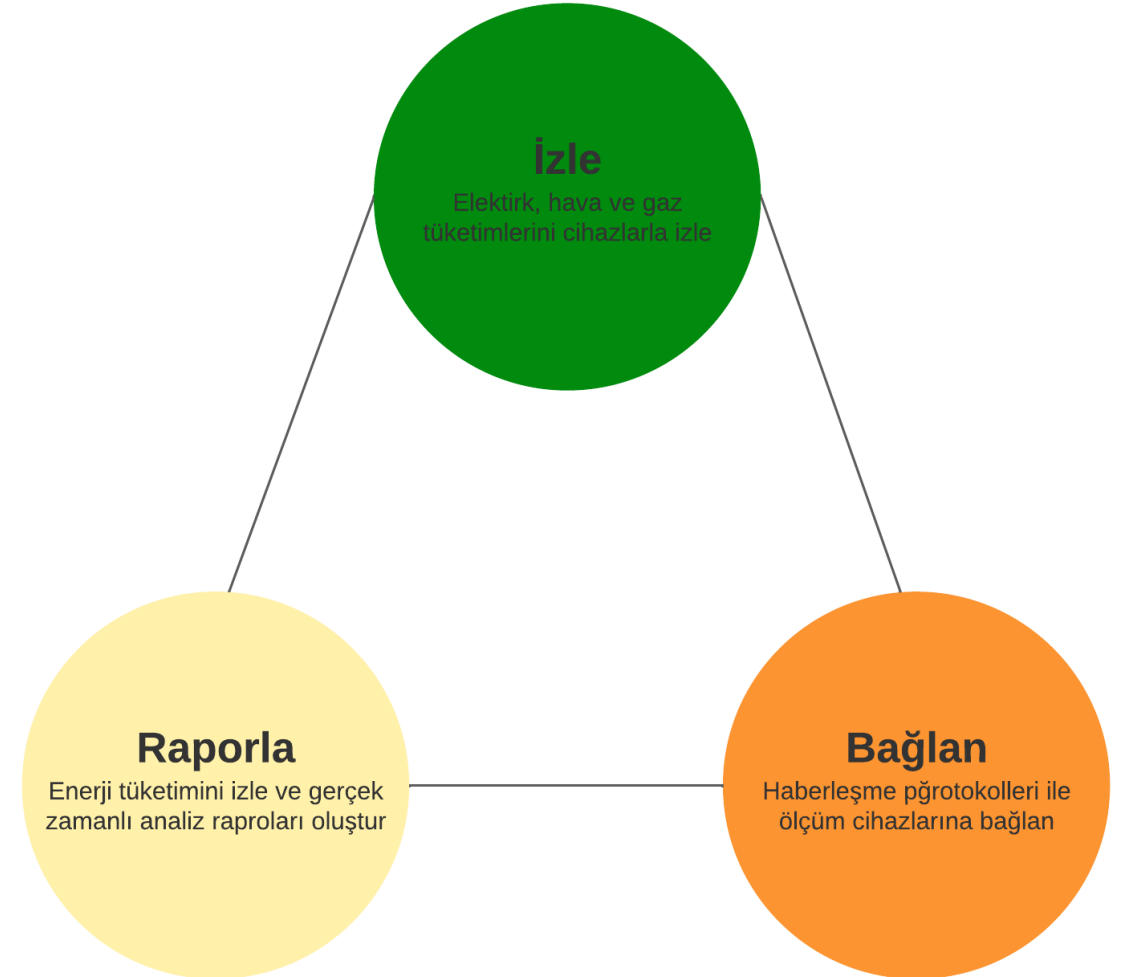 İzle
Elektirk, hava ve gaz
tüketimlerini cihazlarla izle
Raporla
Enerji tüketimini izle ve gerçek
zamanlı analiz raproları oluştur
Bağlan
Haberleşme pğrotokolleri ile
ölçüm cihazlarına bağlan